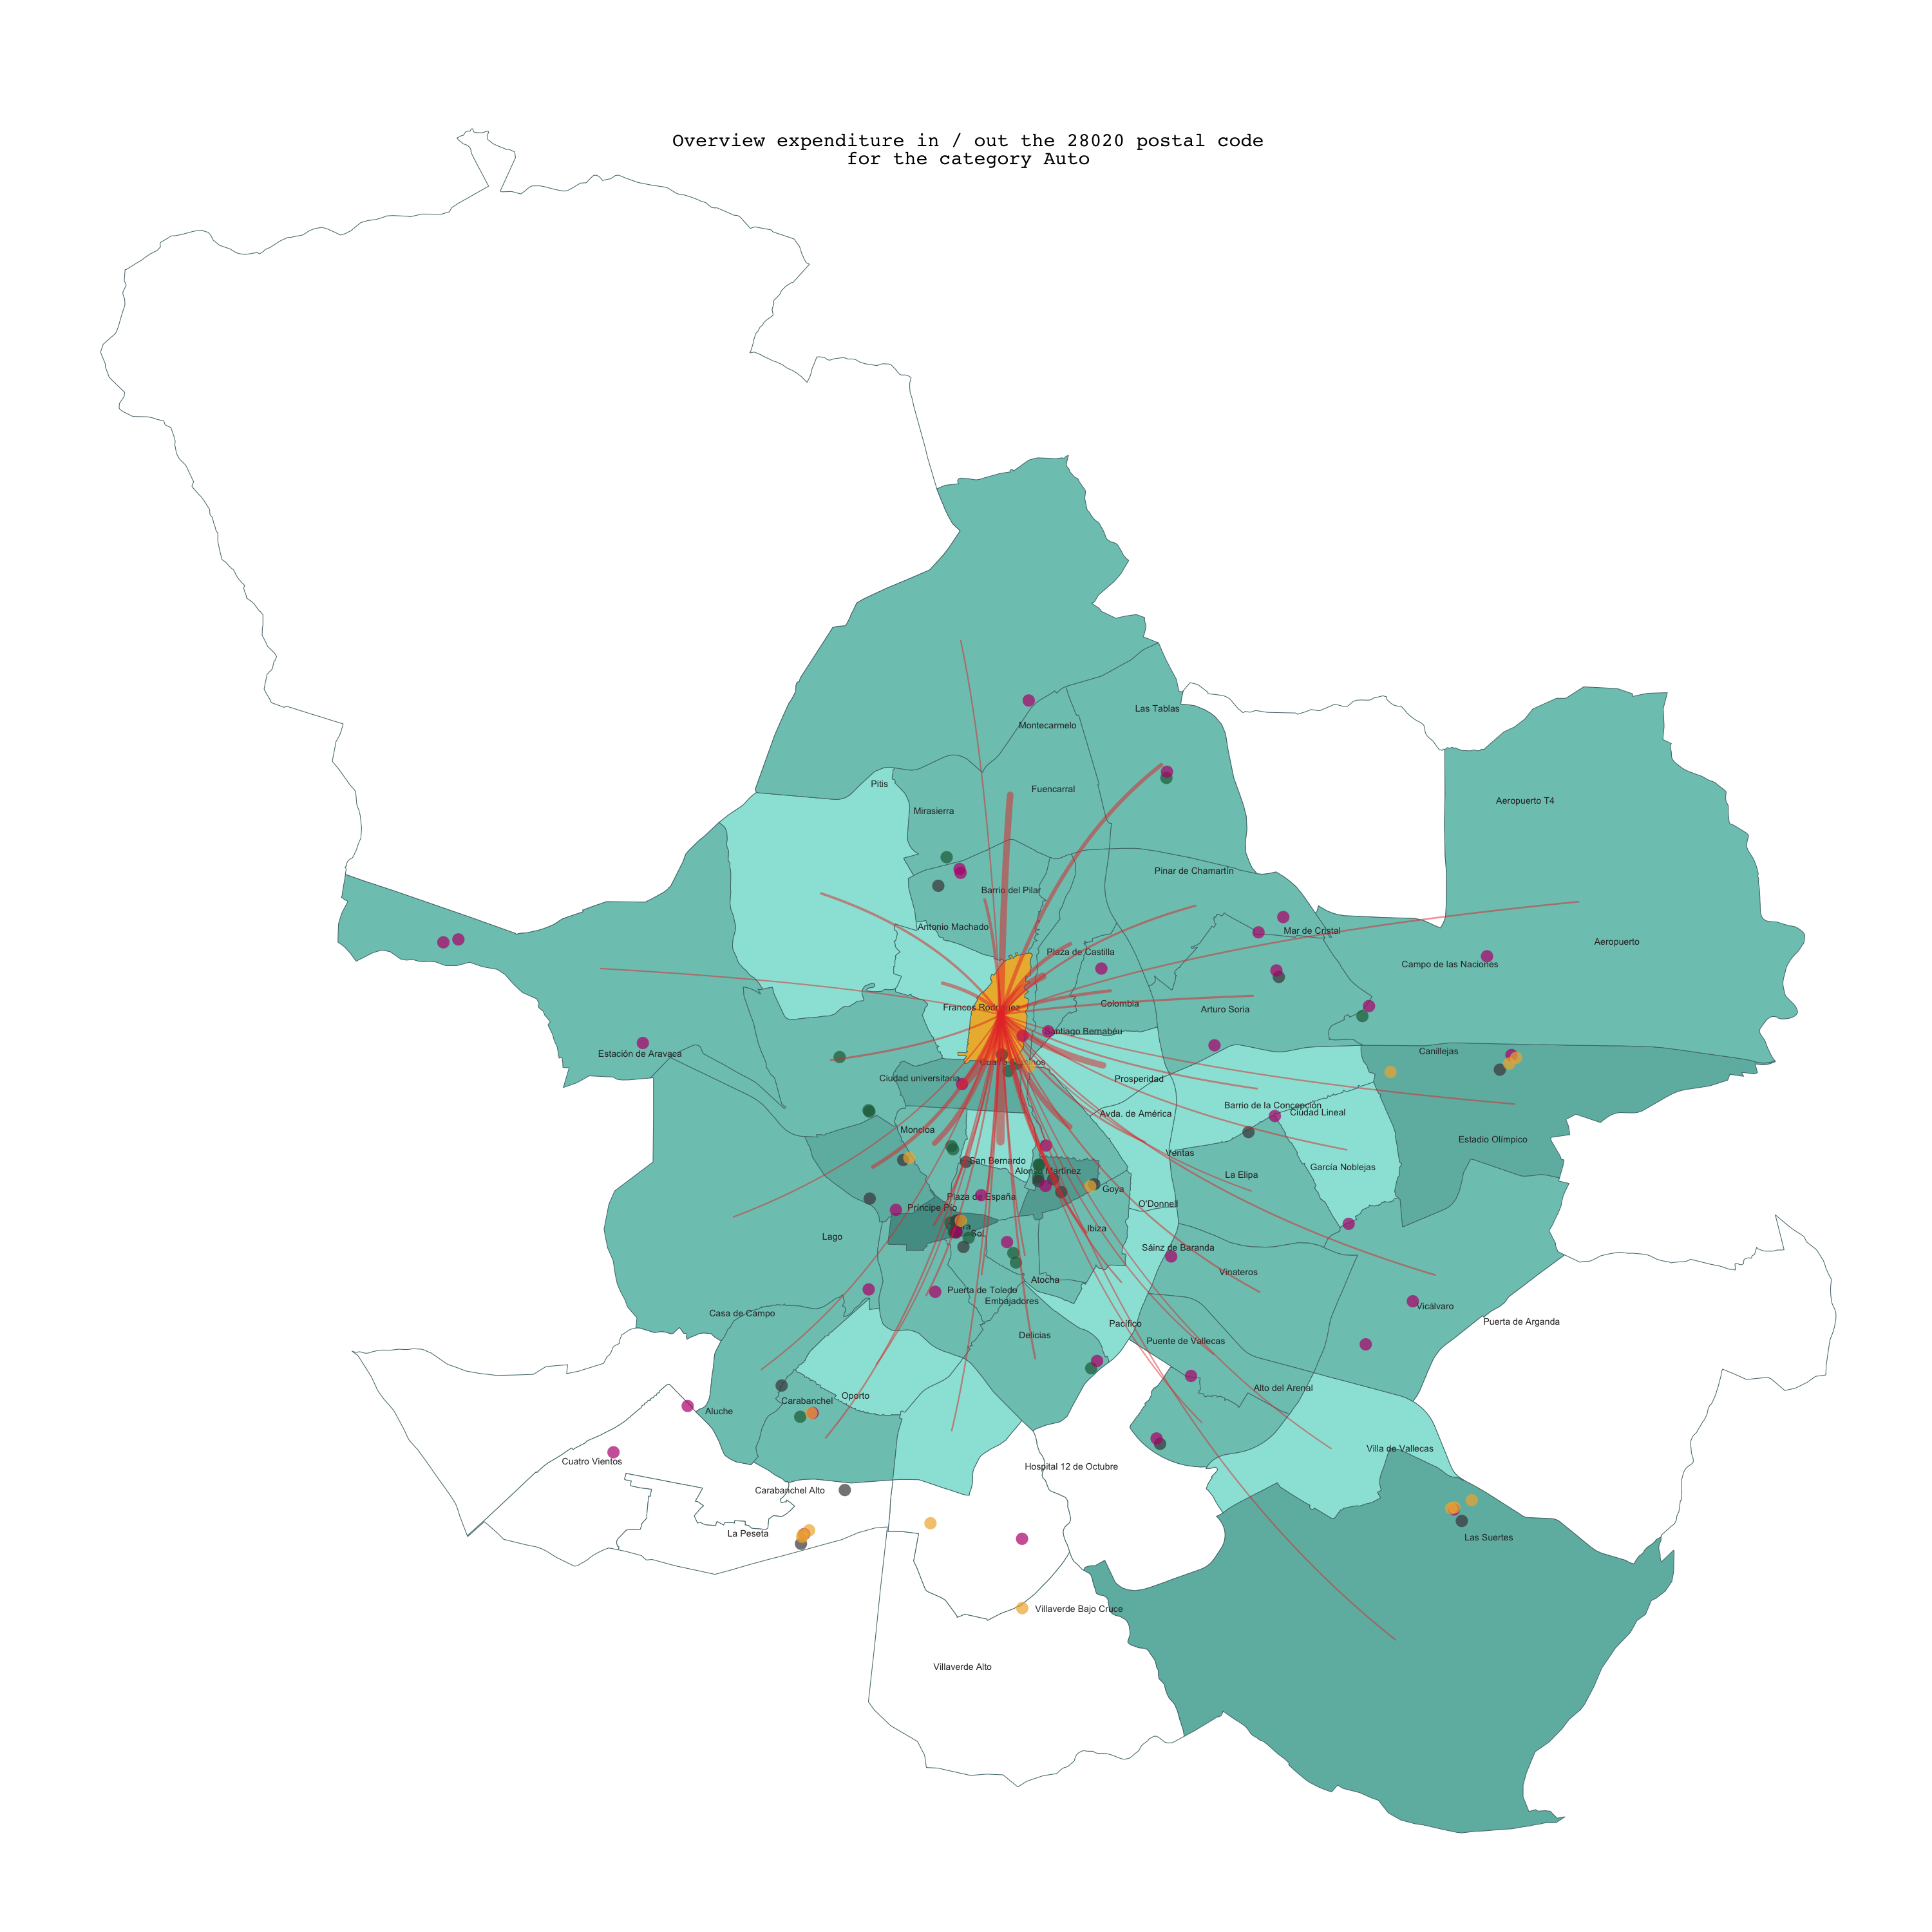 Overview expenditure in / out the 28020 postal code
for the category Auto
Las Tablas
Montecarmelo
Pitis
Fuencarral
Aeropuerto T4
Mirasierra
Pinar de Chamartín
Barrio del Pilar
Antonio Machado
Mar de Cristal
Aeropuerto
Plaza de Castilla
Campo de las Naciones
Francos Rodríguez
Colombia
Arturo Soria
Santiago Bernabéu
Estación de Aravaca
Canillejas
Ciudad universitaria
Prosperidad
Barrio de la Concepción
Ciudad Lineal
Avda. de América
Moncloa
Estadio Olímpico
Ventas
San Bernardo
García Noblejas
Alonso Martínez
La Elipa
Goya
Plaza de España
O'Donnell
Príncipe Pío
Ibiza
Sol
Lago
Sáinz de Baranda
Vinateros
Atocha
Puerta de Toledo
Embajadores
Vicálvaro
Casa de Campo
Puerta de Arganda
Pacífico
Delicias
Puente de Vallecas
Alto del Arenal
Oporto
Carabanchel
Aluche
Villa de Vallecas
Cuatro Vientos
Hospital 12 de Octubre
Carabanchel Alto
La Peseta
Las Suertes
Villaverde Bajo Cruce
Villaverde Alto